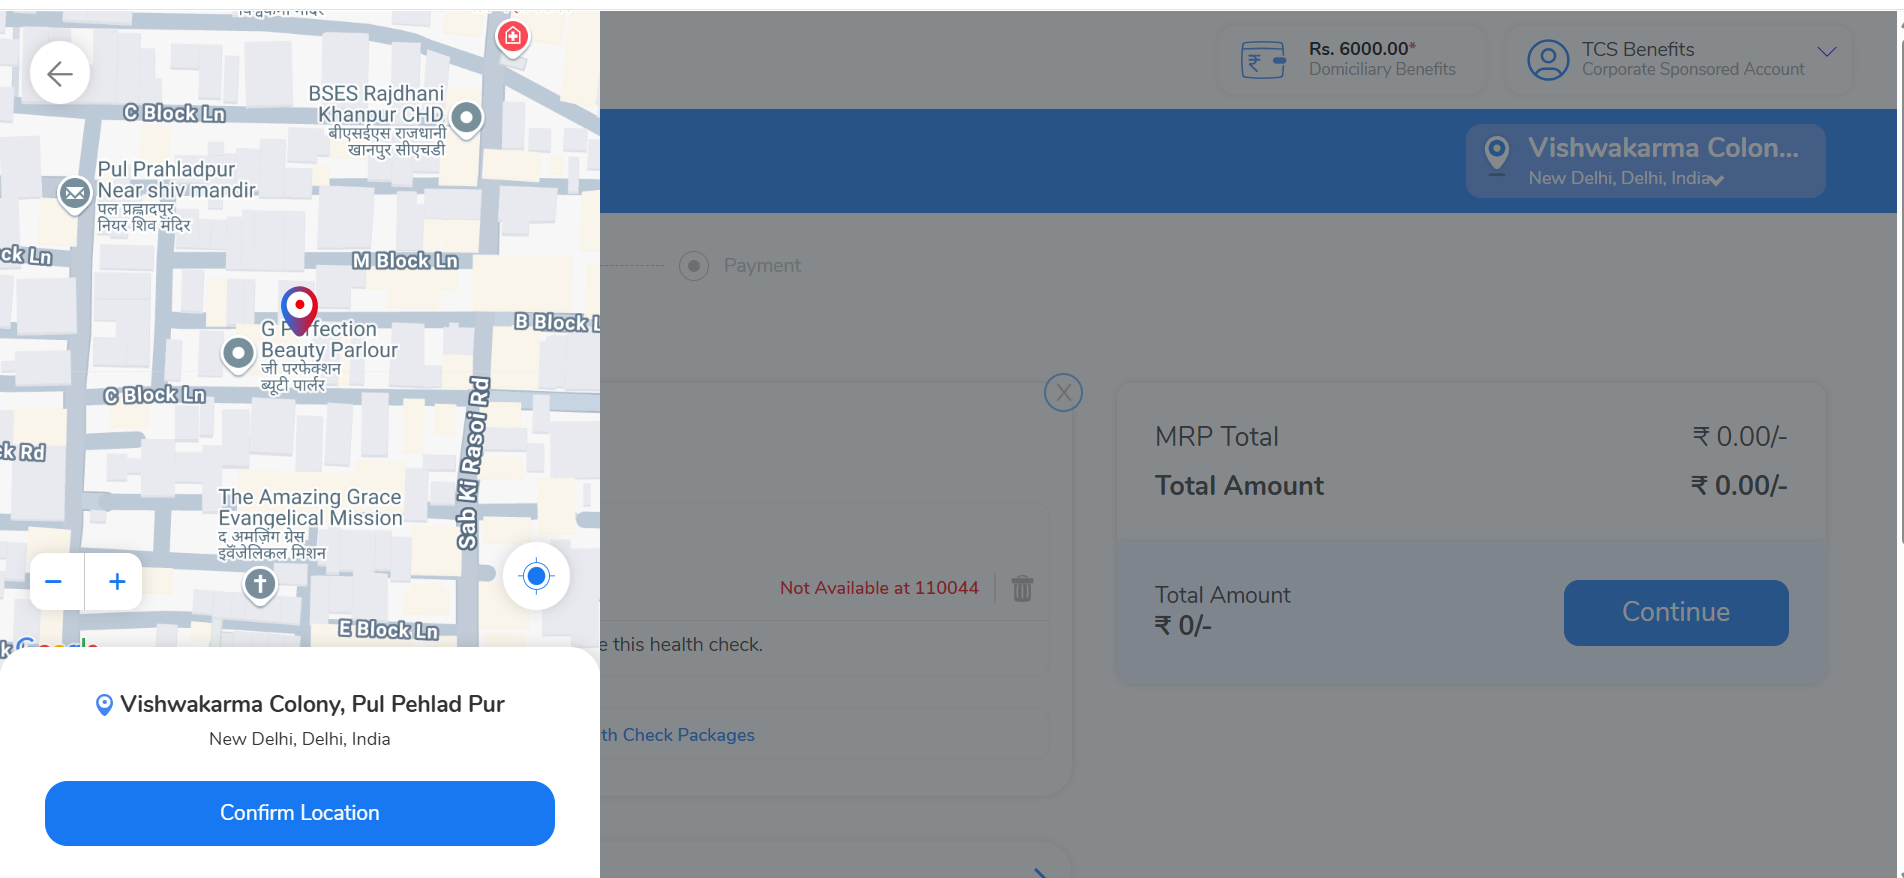 C Block Ln
BSES Rajdhani
Khanpur CHD
बीएसईएस राजधानी
खानपुर सीएचडी
Pul Prahladpur
Near shiv mandir
पुल प्रह्लादपुर
नियर शिव मंदिर
ck Ln
M Block Ln
B Block L
G P rfection
Beauty Parlour
जी परफेक्शन
ब्यूटी पार्लर
C Block Ln
ck Rd
Sab Ki Rasoi Rd
The Amazing Grace
Evangelical Mission
द अमज़िंग ग्रेस
इवॅंजेलिकल मिशन
− +
E Block Ln
Vishwakarma Colony, Pul Pehlad Pur
New Delhi, Delhi, India
Confirm Location
Rs. 6000.00*
Domiciliary Benefits
TCS Benefits
Corporate Sponsored Account
Vishwakarma Colon...
New Delhi, Delhi, India
Payment
X
Not Available at 110044
e this health check.
th Check Packages
MRP Total ₹ 0.00/-
Total Amount ₹ 0.00/-
Total Amount
₹ 0/-
Continue